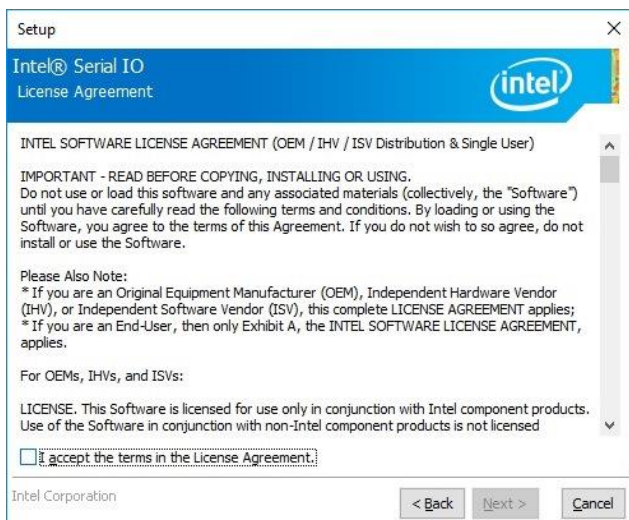 Setup
Intel® Serial IO
License Agreement
intel
INTEL SOFTWARE LICENSE AGREEMENT (OEM / IHV / ISV Distribution & Single User)
IMPORTANT - READ BEFORE COPYING, INSTALLING OR USING.
Do not use or load this software and any associated materials (collectively, the "Software")
until you have carefully read the following terms and conditions. By loading or using the
Software, you agree to the terms of this Agreement. If you do not wish to so agree, do not
install or use the Software.
Please Also Note:
* If you are an Original Equipment Manufacturer (OEM), Independent Hardware Vendor
(IHV), or Independent Software Vendor (ISV), this complete LICENSE AGREEMENT applies;
* If you are an End-User, then only Exhibit A, the INTEL SOFTWARE LICENSE AGREEMENT,
applies.
For OEMs, IHVs, and ISVs:
LICENSE. This Software is licensed for use only in conjunction with Intel component products.
Use of the Software in conjunction with non-Intel component products is not licensed
I accept the terms in the License Agreement.
Intel Corporation
< Back Next > Cancel